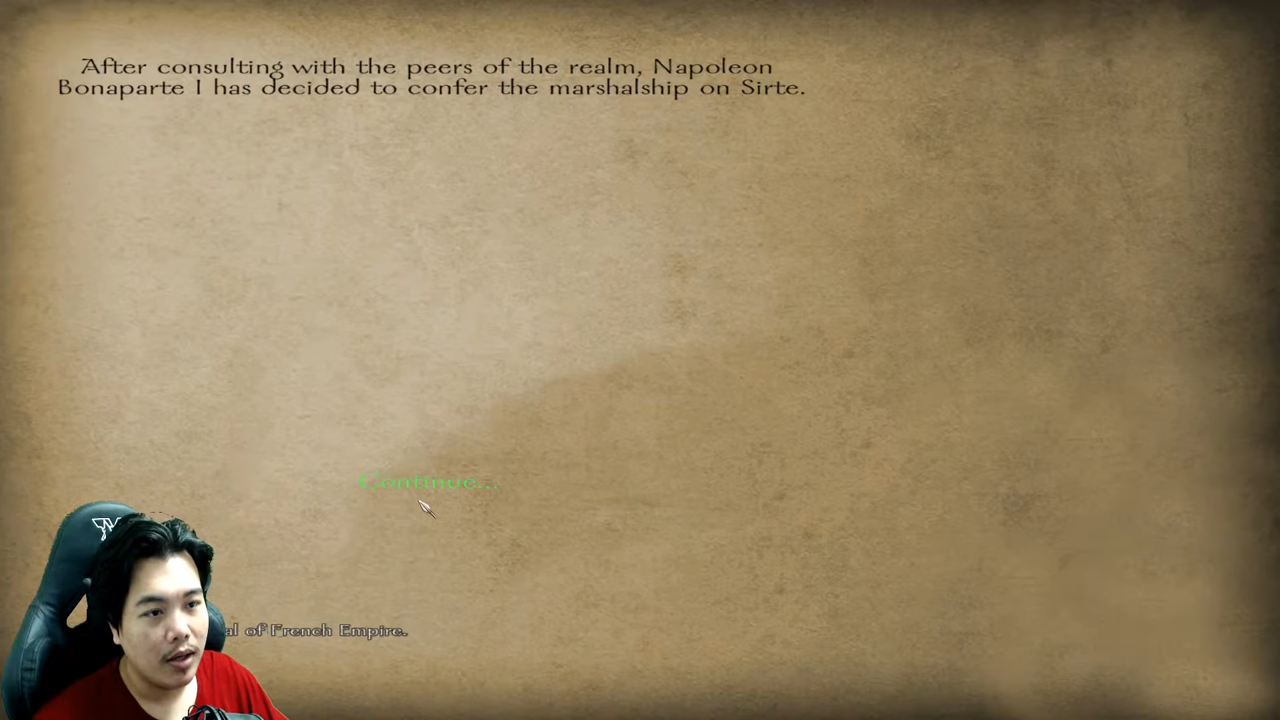 After consulting with the peers of the realm, Napoleon
Bonaparte I has decided to confer the marshalship on Sirte.
Continue...
of French Empire.